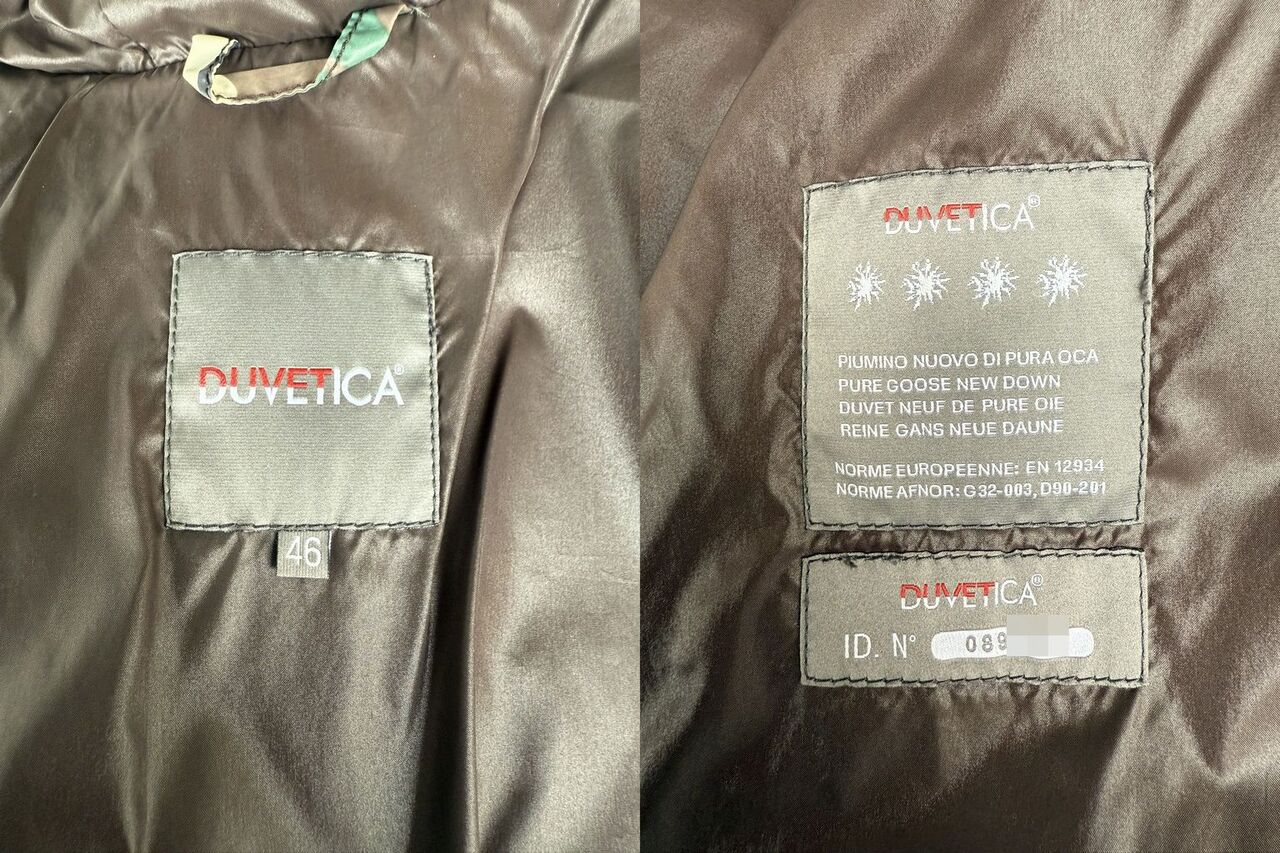 DUVETICA®
46
DUVETICA®
PIUMINO NUOVO DI PURA OCA
PURE GOOSE NEW DOWN
DUVET NEUF DE PURE OIE
REINE GANS NEUE DAUNE
NORME EUROPEENNE: EN 12934
NORME AFNOR: G32-003, D90-201
DUVETICA®
ID. N° 089